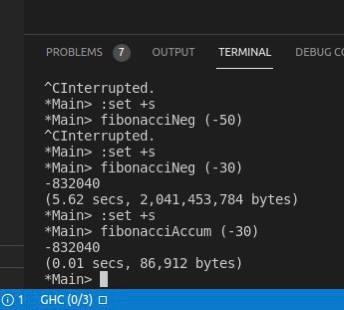 PROBLEMS 7 OUTPUT TERMINAL DEBUG CO
^CInterrupted.
*Main> :set +s
*Main> fibonacciNeg (-50)
^CInterrupted.
*Main> :set +s
*Main> fibonacciNeg (-30)
-832040
(5.62 secs, 2,041,453,784 bytes)
*Main> :set +s
*Main> fibonacciAccum (-30)
-832040
(0.01 secs, 86,912 bytes)
*Main>
1 GHC (0/3)